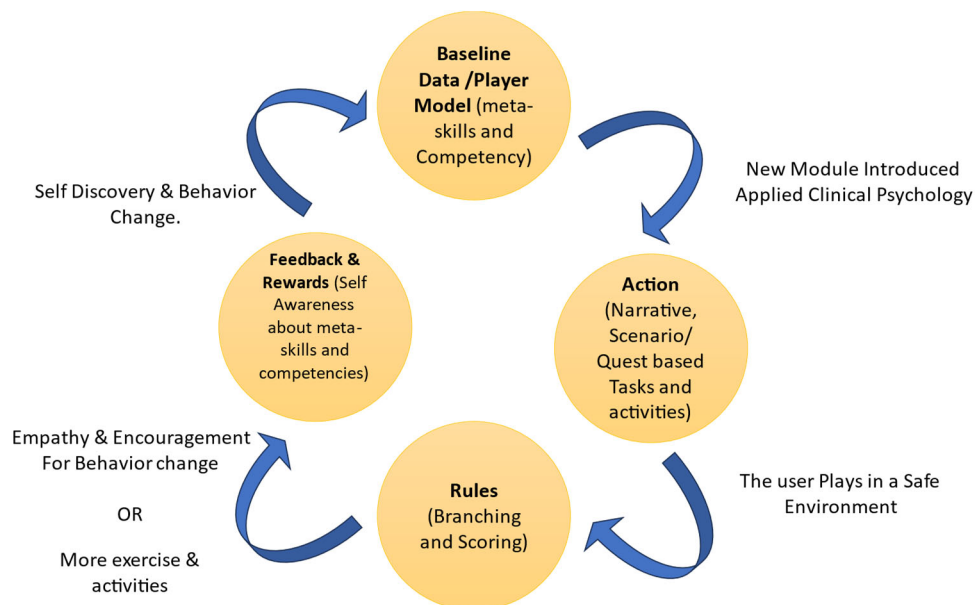 Baseline
Data /Player
Model (meta-
skills and
Competency)
New Module Introduced
Applied Clinical Psychology
Action
(Narrative,
Scenario/
Quest based
Tasks and
activities)
The user Plays in a Safe
Environment
Rules
(Branching
and Scoring)
Empathy & Encouragement
For Behavior change
OR
More exercise &
activities
Feedback &
Rewards (Self
Awareness
about meta-
skills and
competencies)
Self Discovery & Behavior
Change.